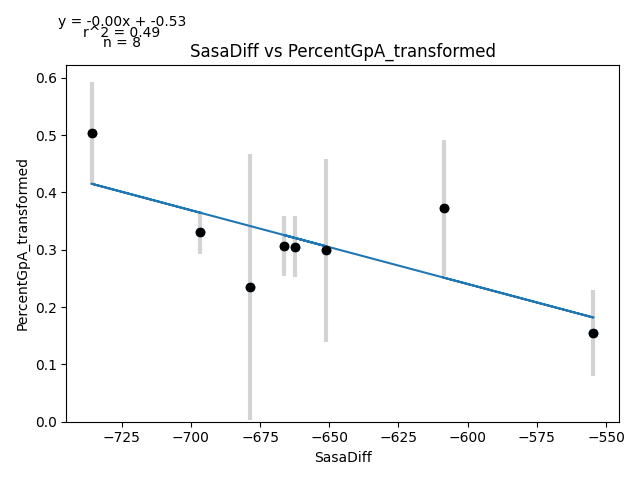 y = -0.00x + -0.53
r^2 = 0.49
n = 8
SasaDiff vs PercentGpA_transformed
0.6
0.5
0.4
0.3
0.2
0.1
0.0
PercentGpA_transformed
−725
−700
−675
−650
−625
−600
−575
−550
SasaDiff